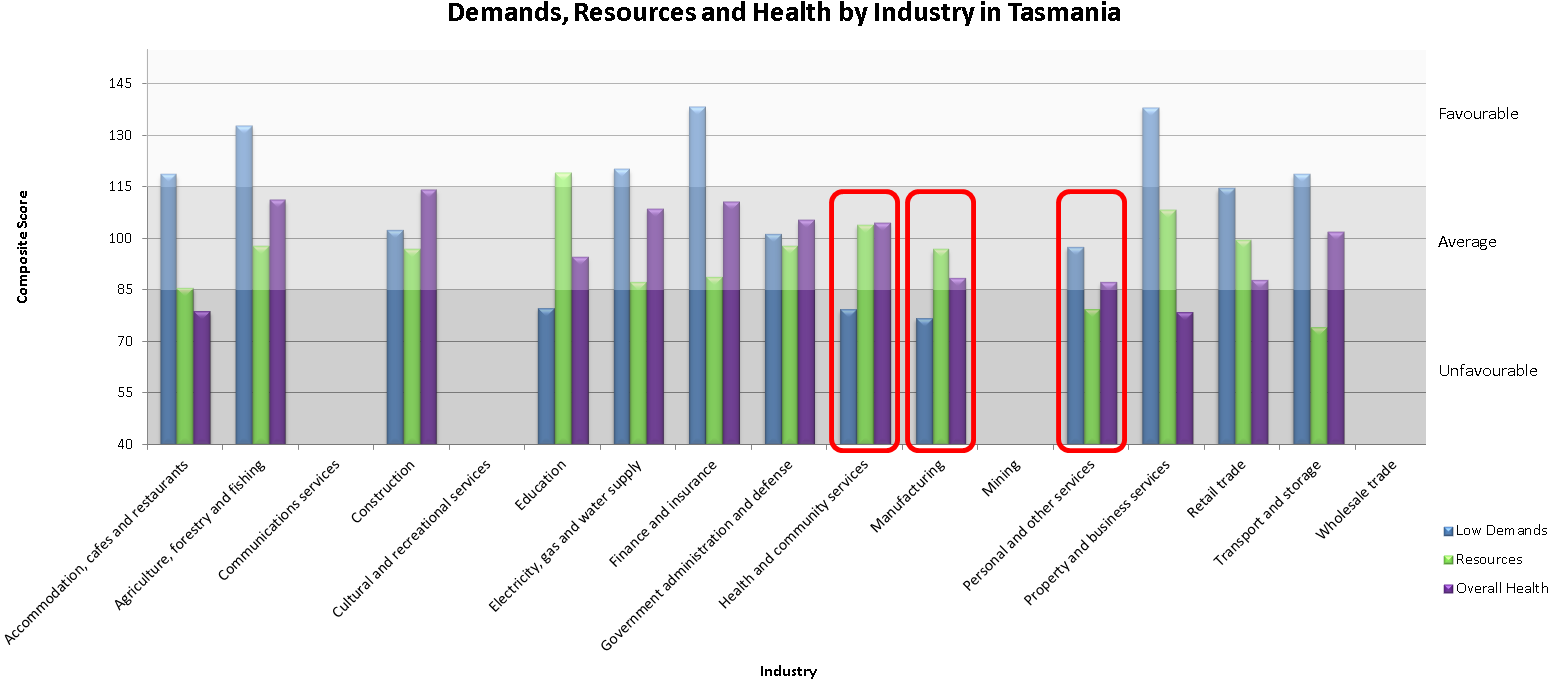 Demands, Resources and Health by Industry in Tasmania
145
130
115
100
85
70
55
40
Composite Score
Favourable
Average
Unfavourable
Accommodation, cafes and restaurants
Agriculture, forestry and fishing
Communications services
Construction
Cultural and recreational services
Education
Electricity, gas and water supply
Finance and insurance
Government administration and defense
Health and community services
Manufacturing
Mining
Personal and other services
Property and business services
Retail trade
Transport and storage
Wholesale trade
Low Demands
Resources
Overall Health
Industry